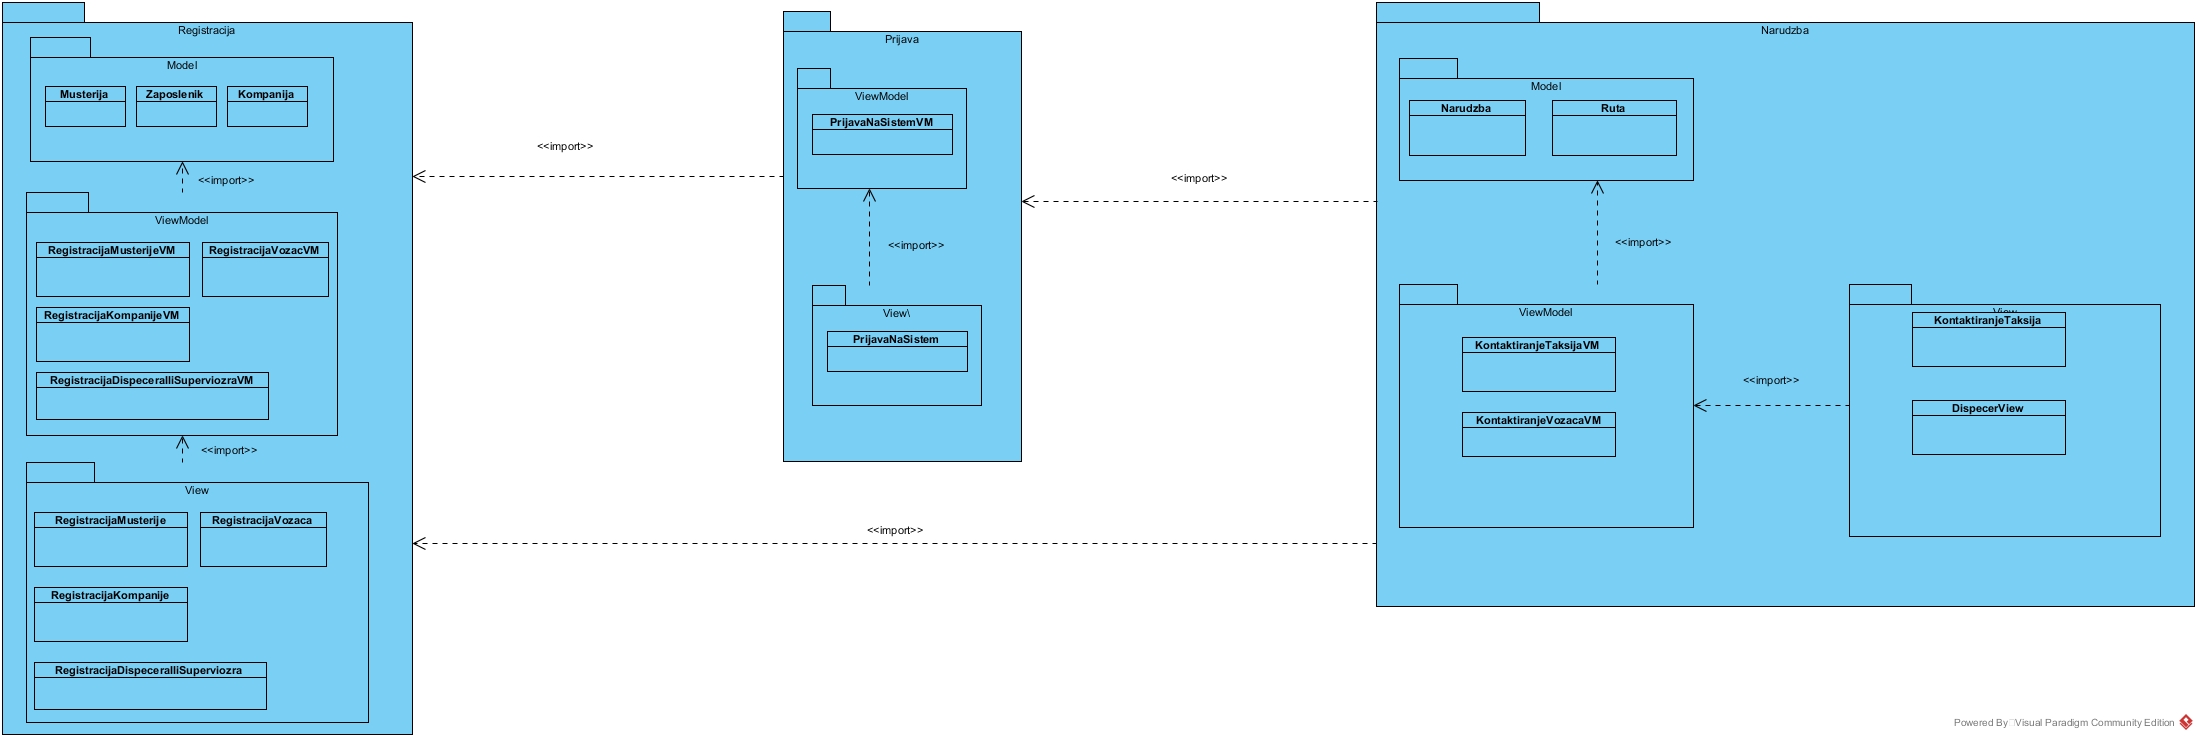 Registracija
Model
Musterija
Zaposlenik
Kompanija
<<import>>
ViewModel
RegistracijaMusterijeVM
RegistracijaVozacVM
RegistracijaKompanijeVM
RegistracijaDispeceraIliSuperviozraVM
<<import>>
View
RegistracijaMusterije
RegistracijaVozaca
RegistracijaKompanije
RegistracijaDispeceraIliSuperviozra
<<import>>
Prijava
ViewModel
PrijavaNaSistemVM
<<import>>
View\
PrijavaNaSistem
<<import>>
<<import>>
Narudzba
Model
Narudzba
Ruta
<<import>>
ViewModel
KontaktiranjeTaksijaVM
KontaktiranjeVozacaVM
<<import>>
View
KontaktiranjeTaksija
DispecerView
Powered By Visual Paradigm Community Edition